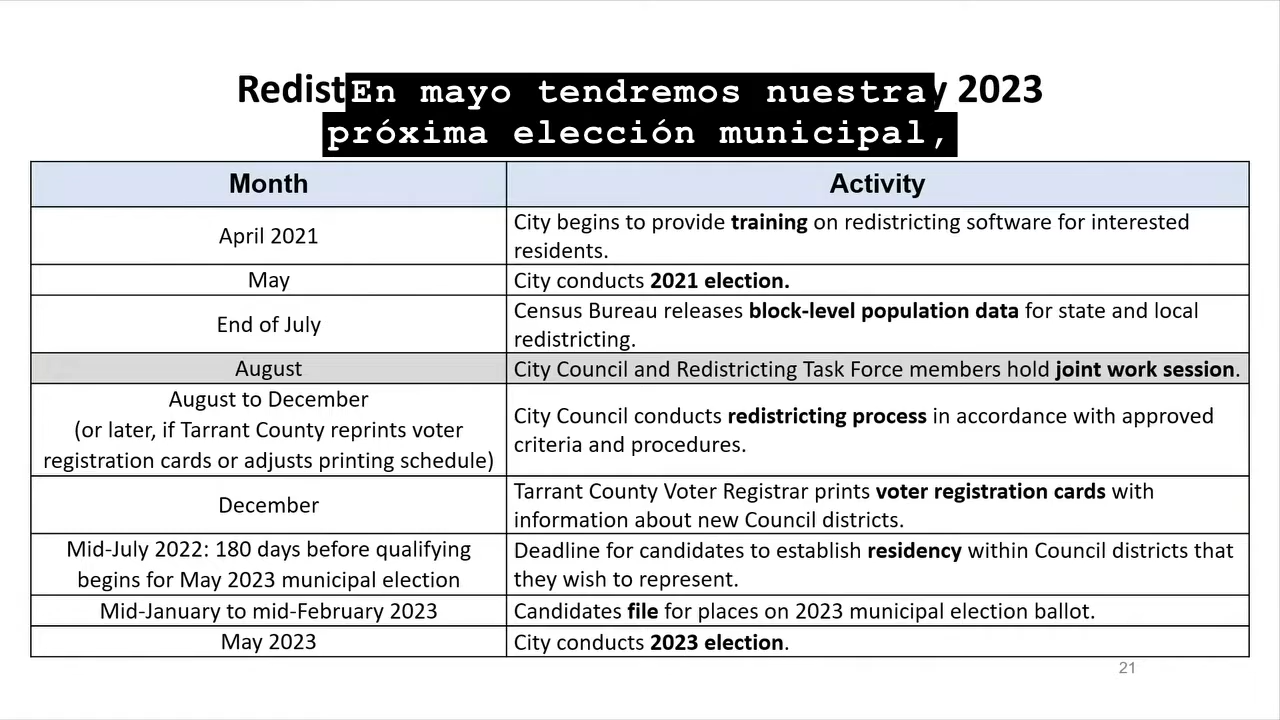 Redist
y 2023
En mayo tendremos nuestra
próxima elección municipal,
Month
Activity
April 2021
City begins to provide training on redistricting software for interested
residents.
May
City conducts 2021 election.
End of July
Census Bureau releases block-level population data for state and local
redistricting.
August
City Council and Redistricting Task Force members hold joint work session.
August to December
(or later, if Tarrant County reprints voter
registration cards or adjusts printing schedule)
City Council conducts redistricting process in accordance with approved
criteria and procedures.
December
Tarrant County Voter Registrar prints voter registration cards with
information about new Council districts.
Mid-July 2022: 180 days before qualifying
begins for May 2023 municipal election
Deadline for candidates to establish residency within Council districts that
they wish to represent.
Mid-January to mid-February 2023
Candidates file for places on 2023 municipal election ballot.
May 2023
City conducts 2023 election.
21